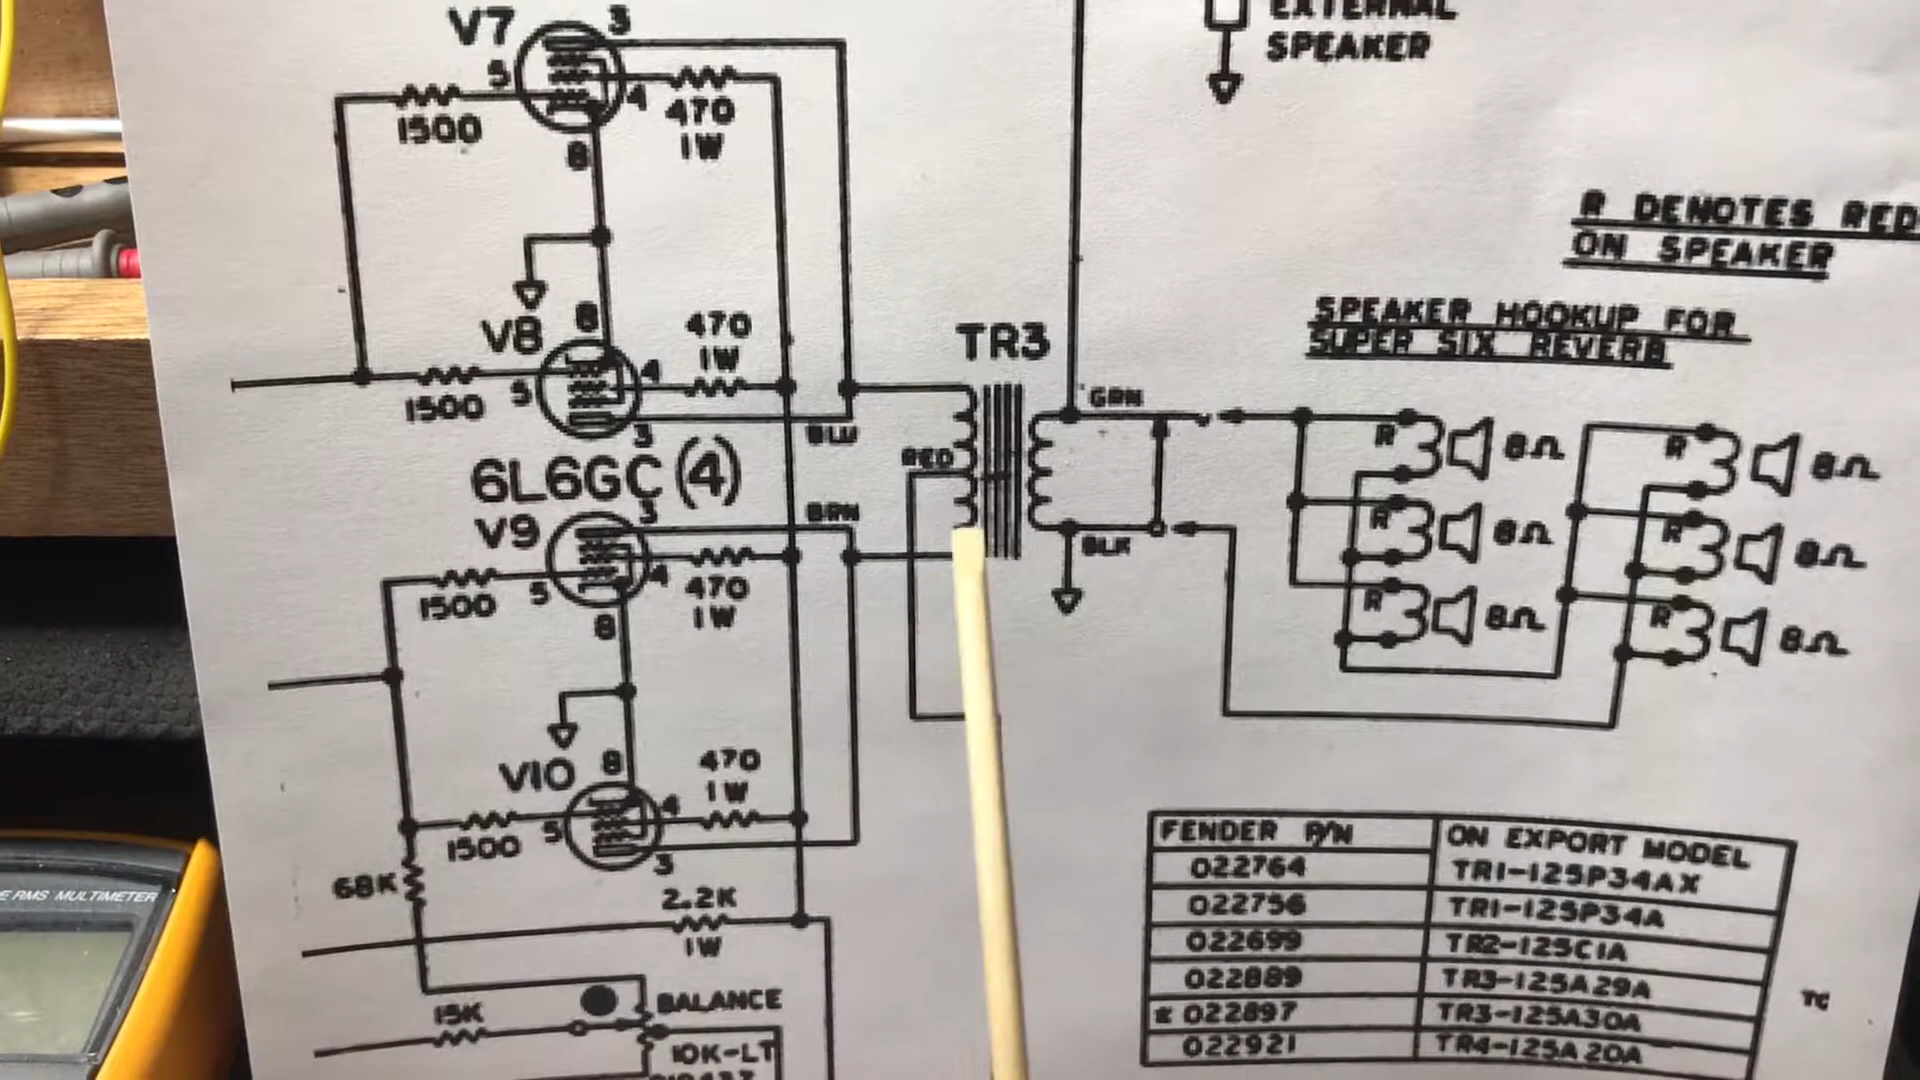 EXTERNAL
SPEAKER
V7
3
5
4
1500
470
1W
8
R DENOTES RED
ON SPEAKER
SPEAKER HOOKUP FOR
SUPER SIX REVERB
V8
8
470
1W
TR3
4
5
1500
3
BLU
GRN
R
8Ω
R
8Ω
RED
6L6GC (4)
3
BRN
V9
BLK
R
8Ω
R
8Ω
4
5
1500
470
1W
8
R
8Ω
R
8Ω
V10
8
470
1W
4
5
1500
3
68K
2.2K
1W
15K
BALANCE
10K-LT
FENDER P/N
ON EXPORT MODEL
022764
TR1-125P34AX
022756
TR1-125P34A
022699
TR2-125C1A
022889
TR3-125A29A
* 022897
TR3-125A30A
022921
TR4-125A20A
TC
RMS MULTIMETER